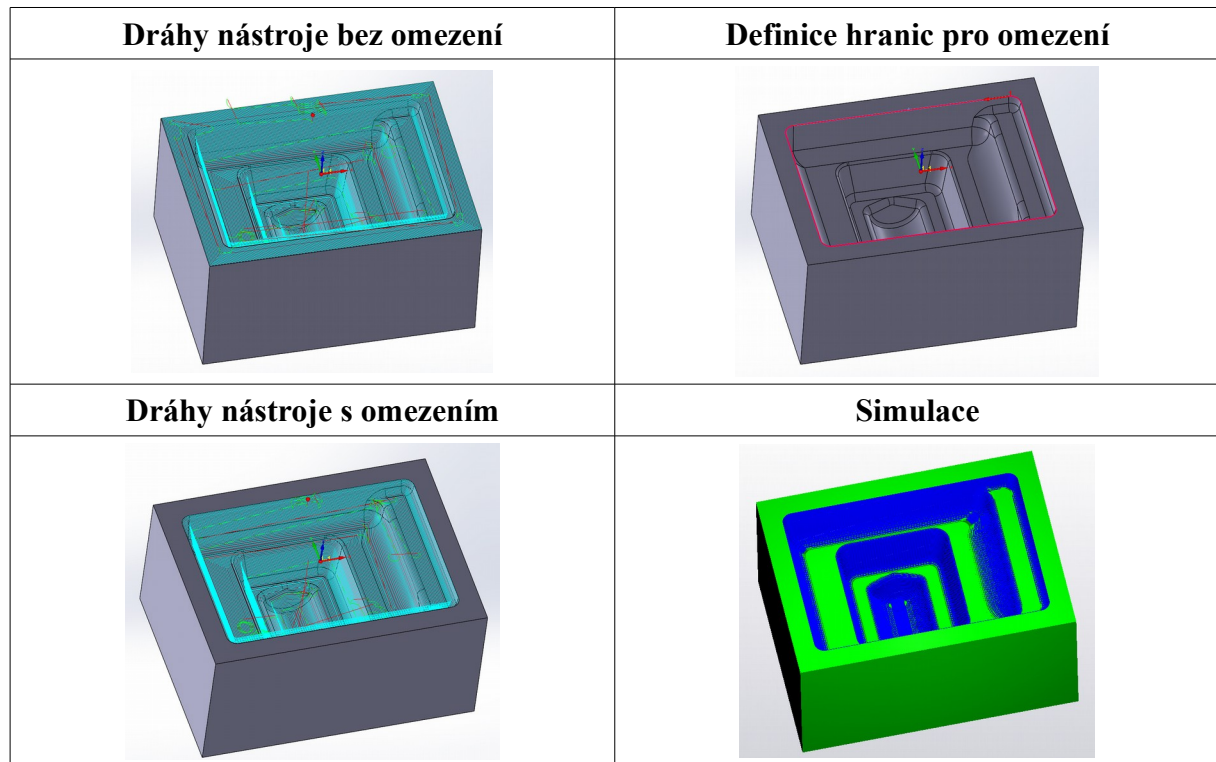 Dráhy nástroje bez omezení
Definice hranic pro omezení
Dráhy nástroje s omezením
Simulace